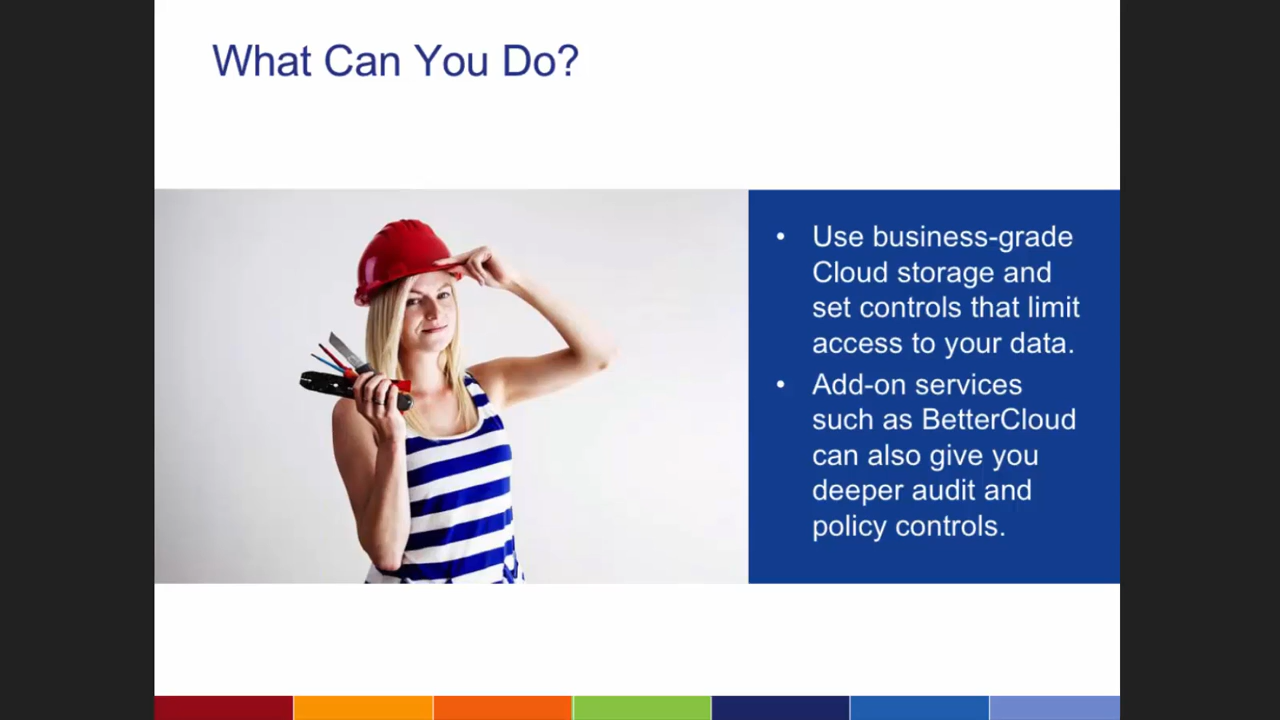 What Can You Do?
• Use business-grade
Cloud storage and
set controls that limit
access to your data.
• Add-on services
such as BetterCloud
can also give you
deeper audit and
policy controls.